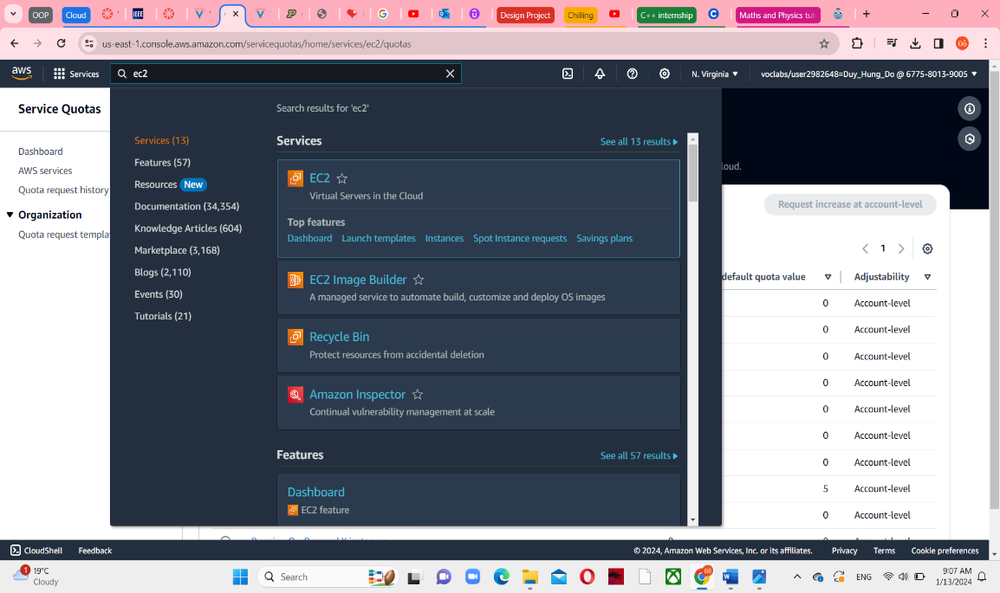 OOP
Cloud
IEEE
Design Project
Chilling
C++ internship
Maths and Physics tut
us-east-1.console.aws.amazon.com/servicequotas/home/services/ec2/quotas
aws
Services
ec2
N. Virginia
voclabs/user2982648=Duy_Hung_Do @ 6775-8013-9005
Service Quotas
Dashboard
AWS services
Quota request history
Organization
Quota request templa
Search results for 'ec2'
Services (13)
Features (57)
Resources New
Documentation (34,354)
Knowledge Articles (604)
Marketplace (3,168)
Blogs (2,110)
Events (30)
Tutorials (21)
Services
See all 13 results
EC2
Virtual Servers in the Cloud
Top features
Dashboard Launch templates Instances Spot Instance requests Savings plans
EC2 Image Builder
A managed service to automate build, customize and deploy OS images
Recycle Bin
Protect resources from accidental deletion
Amazon Inspector
Continual vulnerability management at scale
Features
See all 57 results
Dashboard
EC2 feature
loud.
Request increase at account-level
1
default quota value Adjustability
0 Account-level
0 Account-level
0 Account-level
0 Account-level
0 Account-level
0 Account-level
0 Account-level
5 Account-level
0 Account-level
CloudShell
Feedback
© 2024, Amazon Web Services, Inc. or its affiliates.
Privacy
Terms
Cookie preferences
1
19°C
Cloudy
Search
ENG
9:07 AM
1/13/2024